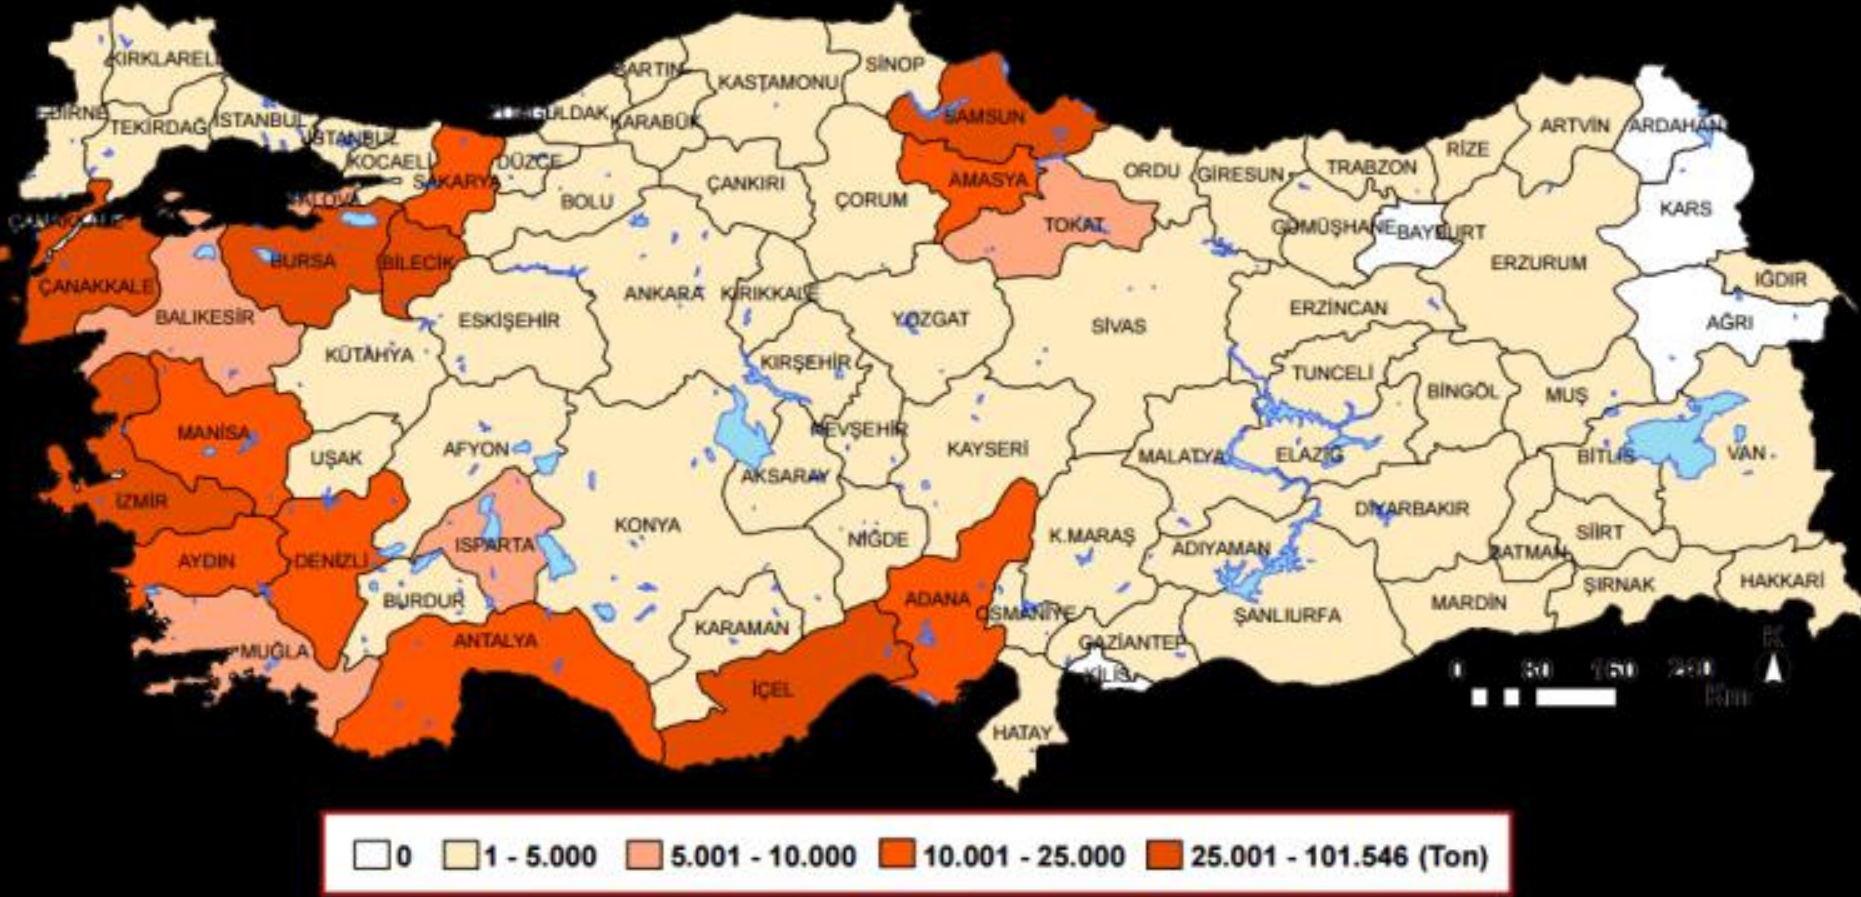 KIRKLARELİ
EDİRNE
TEKİRDAĞ
İSTANBUL
İSTANBUL
KOCAELİ
SAKARYA
DÜZCE
ZONGULDAK
BARTIN
KARABÜK
KASTAMONU
SİNOP
SAMSUN
AMASYA
TOKAT
ORDU
GİRESUN
TRABZON
RİZE
ARTVİN
ARDAHAN
KARS
YALOVA
BOLU
ÇANKIRI
ÇORUM
GÜMÜŞHANE
BAYBURT
ERZURUM
IĞDIR
AĞRI
ÇANAKKALE
ÇANAKKALE
BURSA
BİLECİK
BALIKESİR
KÜTAHYA
ESKİŞEHİR
ANKARA
KIRIKKALE
YOZGAT
SİVAS
ERZİNCAN
KIRŞEHİR
TUNCELİ
BİNGÖL
MUŞ
MANİSA
UŞAK
AFYON
NEVŞEHİR
KAYSERİ
MALATYA
ELAZIĞ
BİTLİS
VAN
AKSARAY
İZMİR
KONYA
NİĞDE
K.MARAŞ
ADIYAMAN
DİYARBAKIR
SİİRT
BATMAN
AYDIN
DENİZLİ
ISPARTA
BURDUR
ADANA
OSMANİYE
ŞANLIURFA
MARDİN
ŞIRNAK
HAKKARİ
MUĞLA
ANTALYA
KARAMAN
GAZİANTEP
KİLİS
İÇEL
HATAY
K
0 80 160 240
Km
0 1 - 5.000 5.001 - 10.000 10.001 - 25.000 25.001 - 101.546 (Ton)